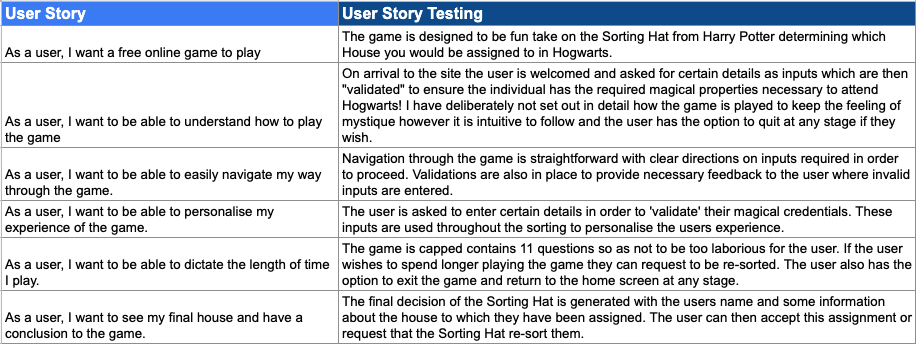 User Story
User Story Testing
As a user, I want a free online game to play
The game is designed to be fun take on the Sorting Hat from Harry Potter determining which
House you would be assigned to in Hogwarts.
As a user, I want to be able to understand how to play
the game
On arrival to the site the user is welcomed and asked for certain details as inputs which are then
"validated" to ensure the individual has the required magical properties necessary to attend
Hogwarts! I have deliberately not set out in detail how the game is played to keep the feeling of
mystique however it is intuitive to follow and the user has the option to quit at any stage if they
wish.
As a user, I want to be able to easily navigate my way
through the game.
Navigation through the game is straightforward with clear directions on inputs required in order
to proceed. Validations are also in place to provide necessary feedback to the user where invalid
inputs are entered.
As a user, I want to be able to personalise my
experience of the game.
The user is asked to enter certain details in order to 'validate' their magical credentials. These
inputs are used throughout the sorting to personalise the users experience.
As a user, I want to be able to dictate the length of time
I play.
The game is capped contains 11 questions so as not to be too laborious for the user. If the user
wishes to spend longer playing the game they can request to be re-sorted. The user also has the
option to exit the game and return to the home screen at any stage.
As a user, I want to see my final house and have a
conclusion to the game.
The final decision of the Sorting Hat is generated with the users name and some information
about the house to which they have been assigned. The user can then accept this assignment or
request that the Sorting Hat re-sort them.